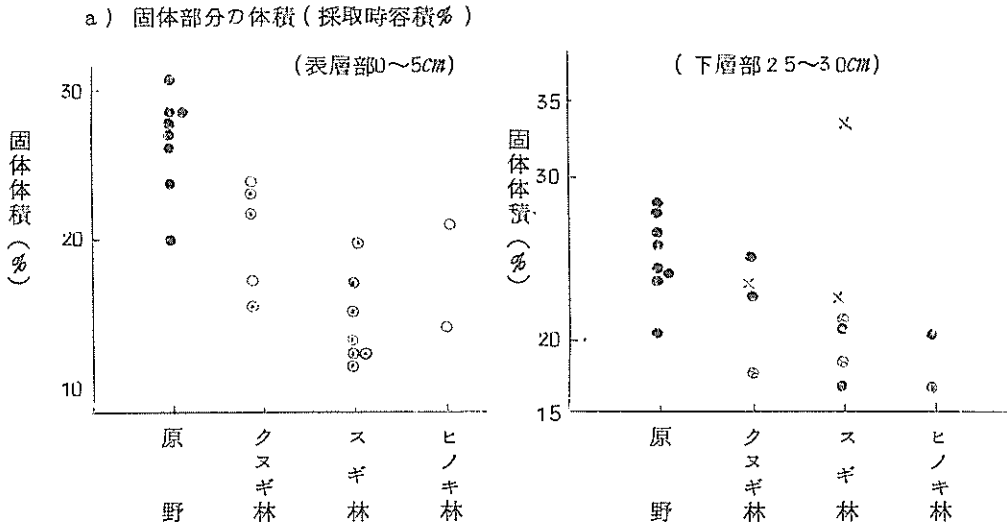 a) 固体部分の体積(採取時容積%)
(表層部0～5cm)
(下層部25～30cm)
固体体積(%)
30
20
10
原野
クヌギ林
スギ林
ヒノキ林
固体体積(%)
35
30
20
15
原野
クヌギ林
スギ林
ヒノキ林